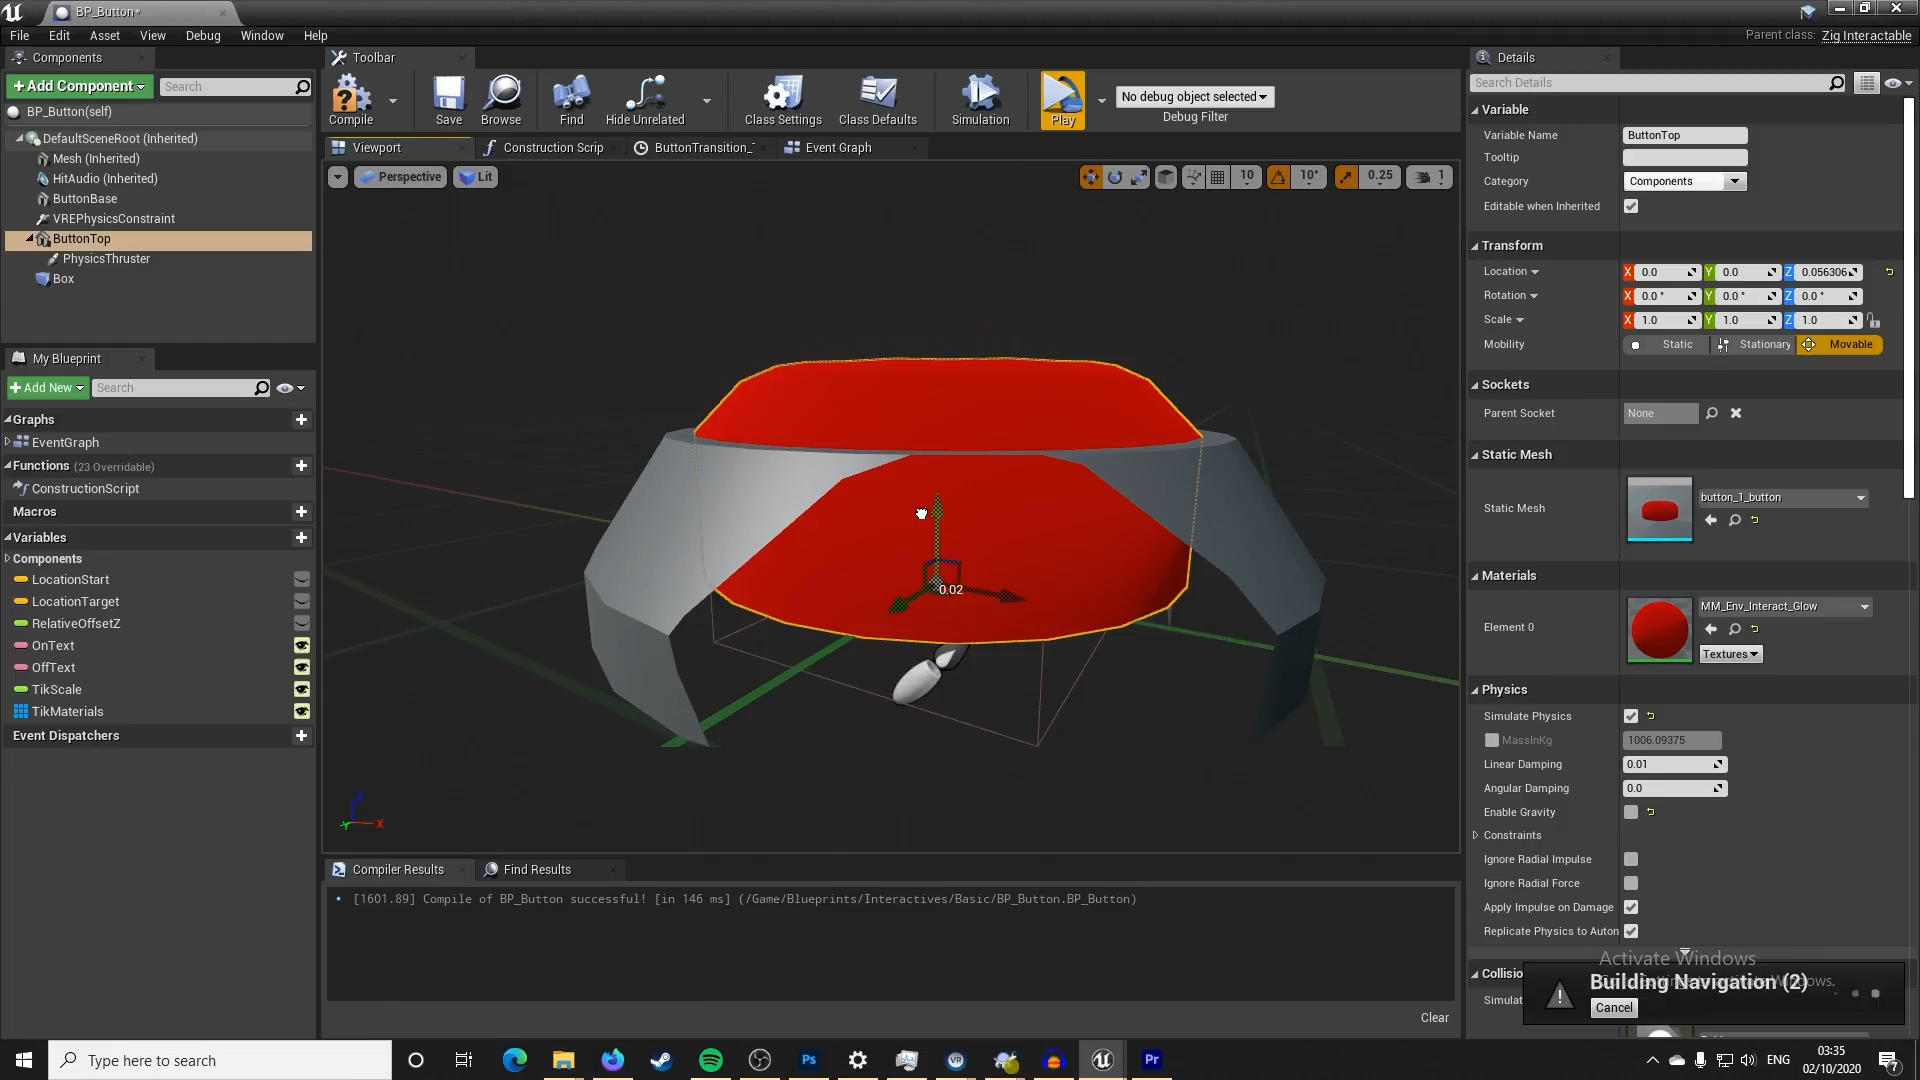 BP_Button*
File Edit Asset View Debug Window Help
Parent class: Zig Interactable
Components
+Add Component
Search
BP_Button(self)
DefaultSceneRoot (Inherited)
Mesh (Inherited)
HitAudio (Inherited)
ButtonBase
VREPhysicsConstraint
ButtonTop
PhysicsThruster
Box
My Blueprint
+Add New
Search
Graphs
EventGraph
Functions (23 Overridable)
ConstructionScript
Macros
Variables
Components
LocationStart
LocationTarget
RelativeOffsetZ
OnText
OffText
TikScale
TikMaterials
Event Dispatchers
Toolbar
Compile Save Browse Find Hide Unrelated Class Settings Class Defaults Simulation Play
No debug object selected
Debug Filter
Viewport Construction Scrip ButtonTransition_ Event Graph
Perspective Lit
10 10° 0.25 1
0.02
X
Compiler Results Find Results
[1601.89] Compile of BP_Button successful! [in 146 ms] (/Game/Blueprints/Interactives/Basic/BP_Button.BP_Button)
Clear
Details
Search Details
Variable
Variable Name ButtonTop
Tooltip
Category Components
Editable when Inherited
Transform
Location X 0.0 Y 0.0 Z 0.056306
Rotation X 0.0 ° Y 0.0 ° Z 0.0 °
Scale X 1.0 Y 1.0 Z 1.0
Mobility Static Stationary Movable
Sockets
Parent Socket None
Static Mesh
Static Mesh button_1_button
Materials
Element 0 MM_Env_Interact_Glow
Textures
Physics
Simulate Physics
MassInKg 1006.09375
Linear Damping 0.01
Angular Damping 0.0
Enable Gravity
Constraints
Ignore Radial Impulse
Ignore Radial Force
Apply Impulse on Damage
Replicate Physics to Auton
Activate Windows
Collisio
Building Navigation (2)
Simulat
Cancel
Type here to search
Ps
VR
Pr
ENG
03:35
02/10/2020
7